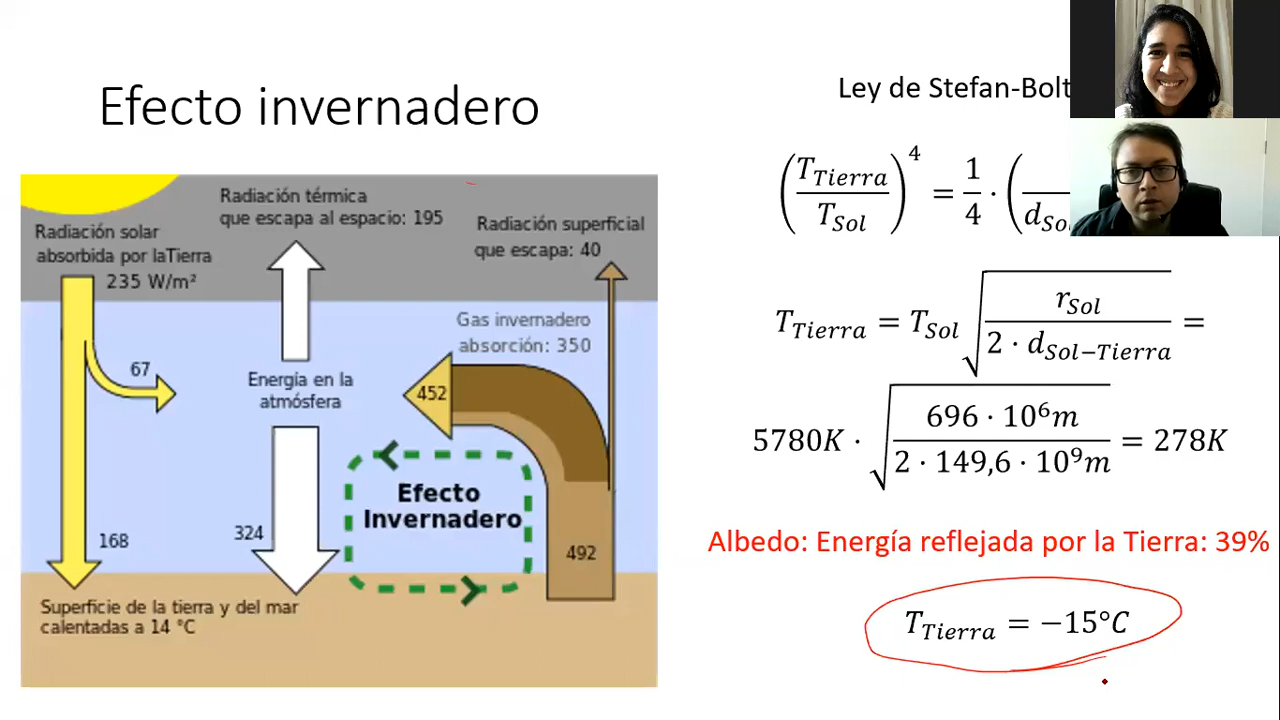 Efecto invernadero
Radiación térmica
que escapa al espacio: 195
Radiación superficial
que escapa: 40
Radiación solar
absorbida por laTierra
235 W/m²
Gas invernadero
absorción: 350
67
Energía en la
atmósfera
452
Efecto
Invernadero
168
324
492
Superficie de la tierra y del mar
calentadas a 14 °C
Ley de Stefan-Bolt
(T_Tierra / T_Sol)^4 = 1/4 · (
T_Tierra = T_Sol √(r_Sol / (2 · d_Sol−Tierra)) =
5780K · √(696 · 10^6 m / (2 · 149,6 · 10^9 m)) = 278K
Albedo: Energía reflejada por la Tierra: 39%
T_Tierra = −15°C